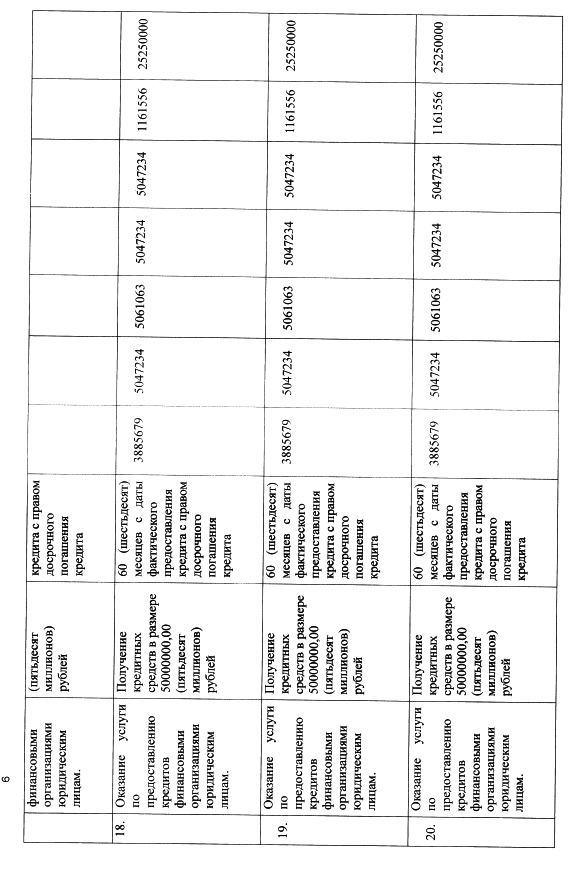 6
финансовыми
организациями
юридическим
лицам.
(пятьдесят
миллионов)
рублей
кредита с правом
досрочного
погашения
кредита
18.
Оказание услуги
по
предоставлению
кредитов
финансовыми
организациями
юридическим
лицам.
Получение
кредитных
средств в размере
50000000,00
(пятьдесят
миллионов)
рублей
60 (шестьдесят)
месяцев с даты
фактического
предоставления
кредита с правом
досрочного
погашения
кредита
3885679
5047234
5061063
5047234
5047234
1161556
25250000
19.
Оказание услуги
по
предоставлению
кредитов
финансовыми
организациями
юридическим
лицам.
Получение
кредитных
средств в размере
50000000,00
(пятьдесят
миллионов)
рублей
60 (шестьдесят)
месяцев с даты
фактического
предоставления
кредита с правом
досрочного
погашения
кредита
3885679
5047234
5061063
5047234
5047234
1161556
25250000
20.
Оказание услуги
по
предоставлению
кредитов
финансовыми
организациями
юридическим
лицам.
Получение
кредитных
средств в размере
50000000,00
(пятьдесят
миллионов)
рублей
60 (шестьдесят)
месяцев с даты
фактического
предоставления
кредита с правом
досрочного
погашения
кредита
3885679
5047234
5061063
5047234
5047234
1161556
25250000